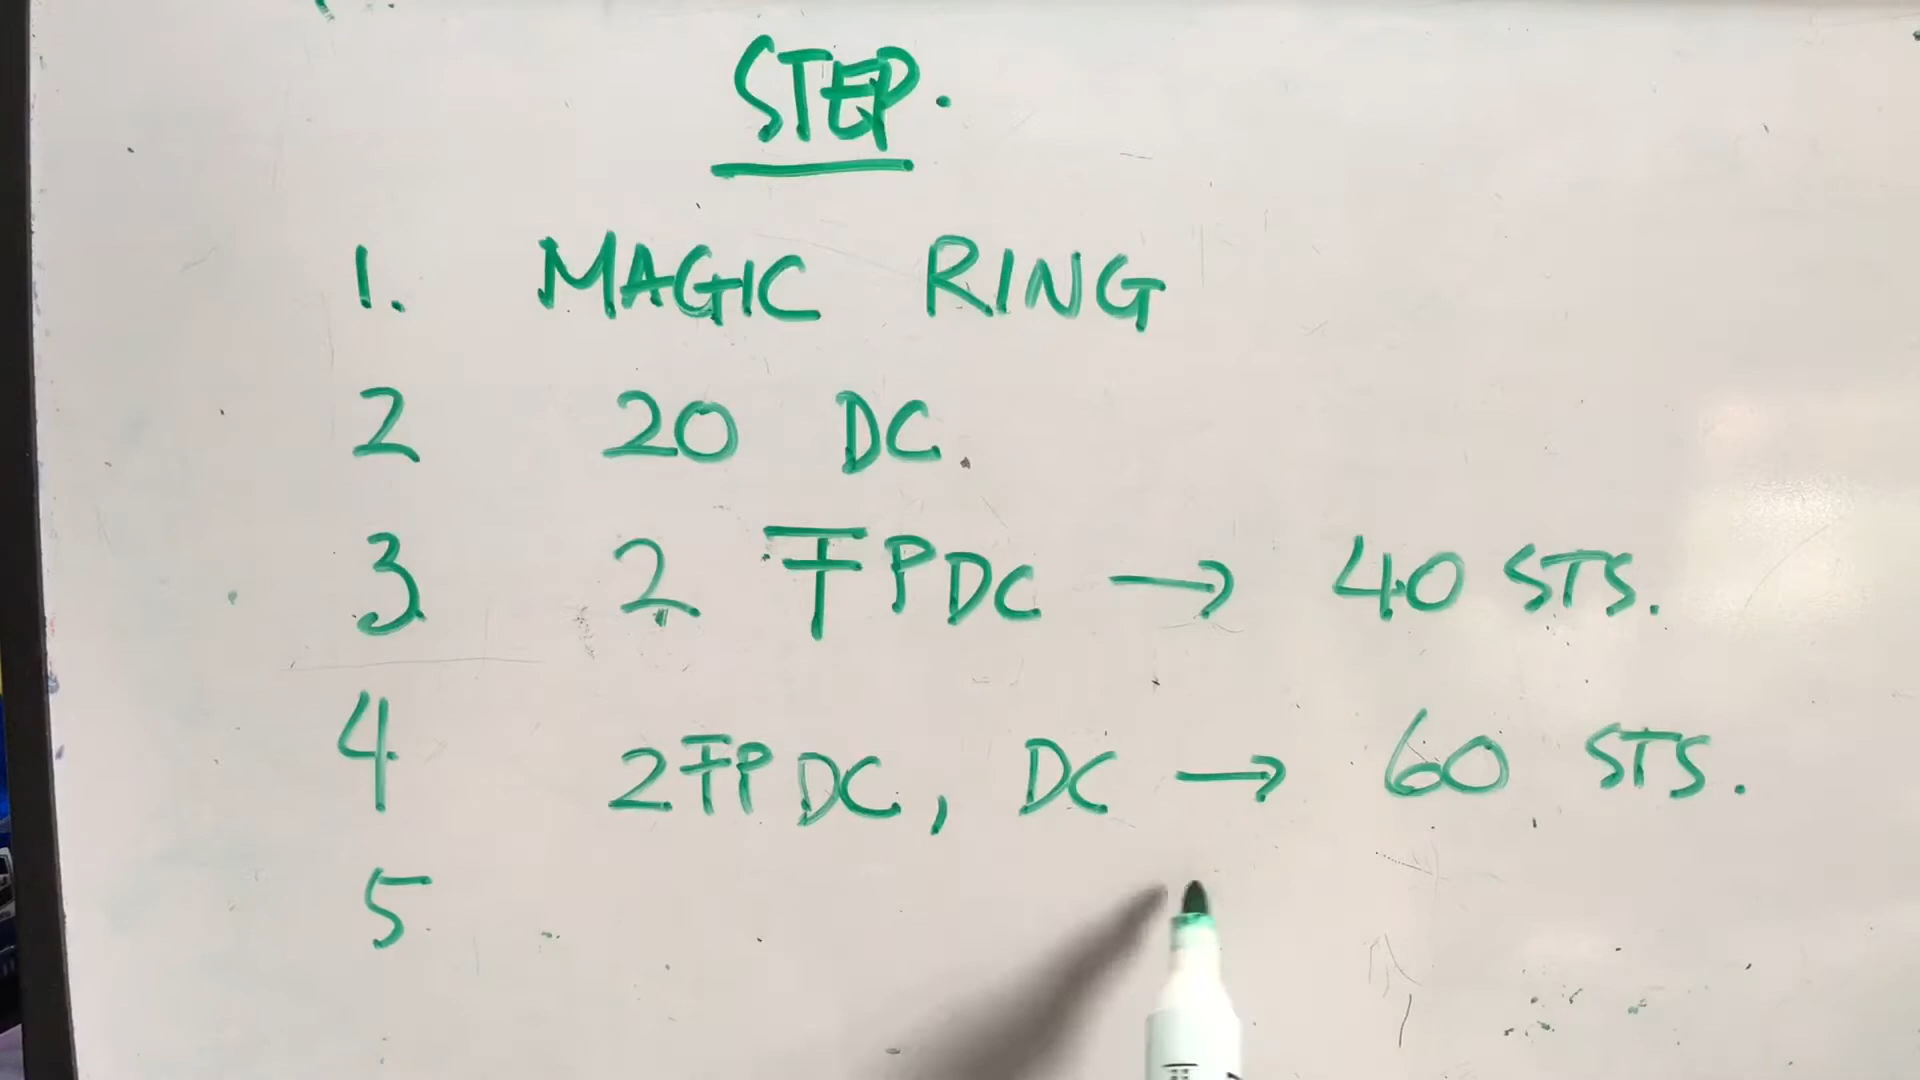 STEP.
1. MAGIC RING
2 20 DC.
3 2 FPDC → 40 STS.
4 2FPDC, DC → 60 STS.
5